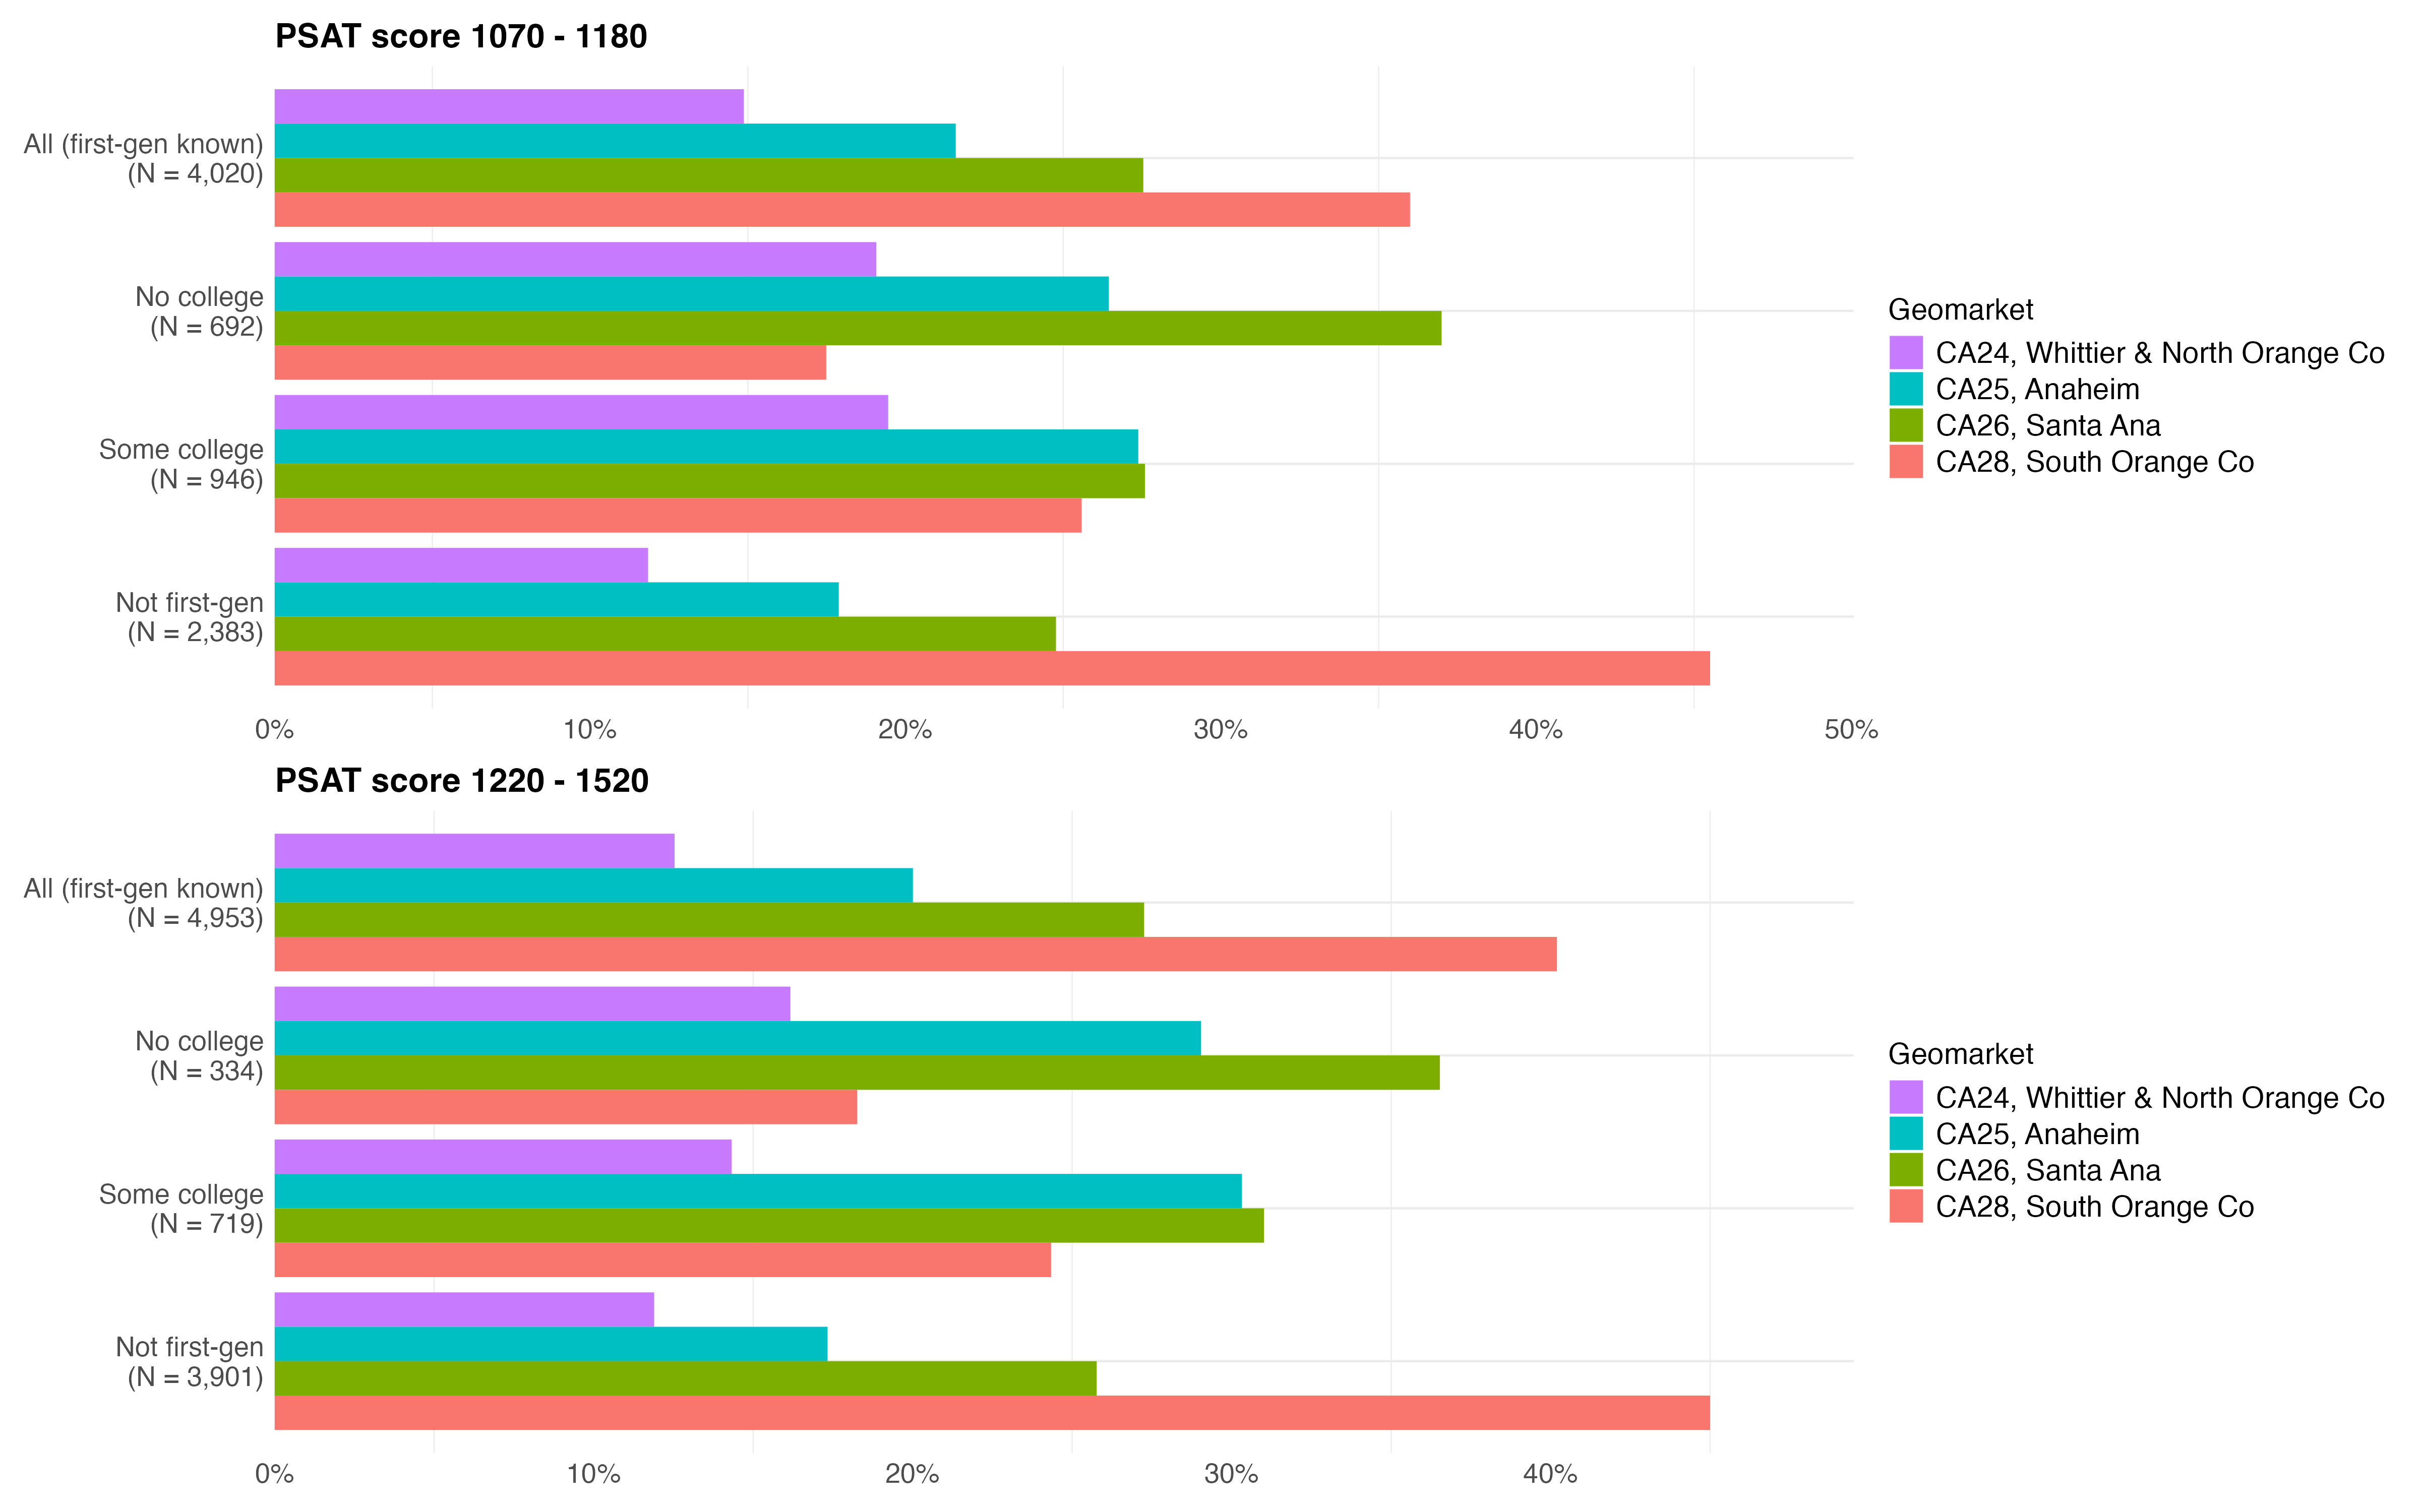 PSAT score 1070 - 1180
All (first-gen known)
(N = 4,020)
No college
(N = 692)
Some college
(N = 946)
Not first-gen
(N = 2,383)
0% 10% 20% 30% 40% 50%
Geomarket
CA24, Whittier & North Orange Co
CA25, Anaheim
CA26, Santa Ana
CA28, South Orange Co
PSAT score 1220 - 1520
All (first-gen known)
(N = 4,953)
No college
(N = 334)
Some college
(N = 719)
Not first-gen
(N = 3,901)
0% 10% 20% 30% 40%
Geomarket
CA24, Whittier & North Orange Co
CA25, Anaheim
CA26, Santa Ana
CA28, South Orange Co